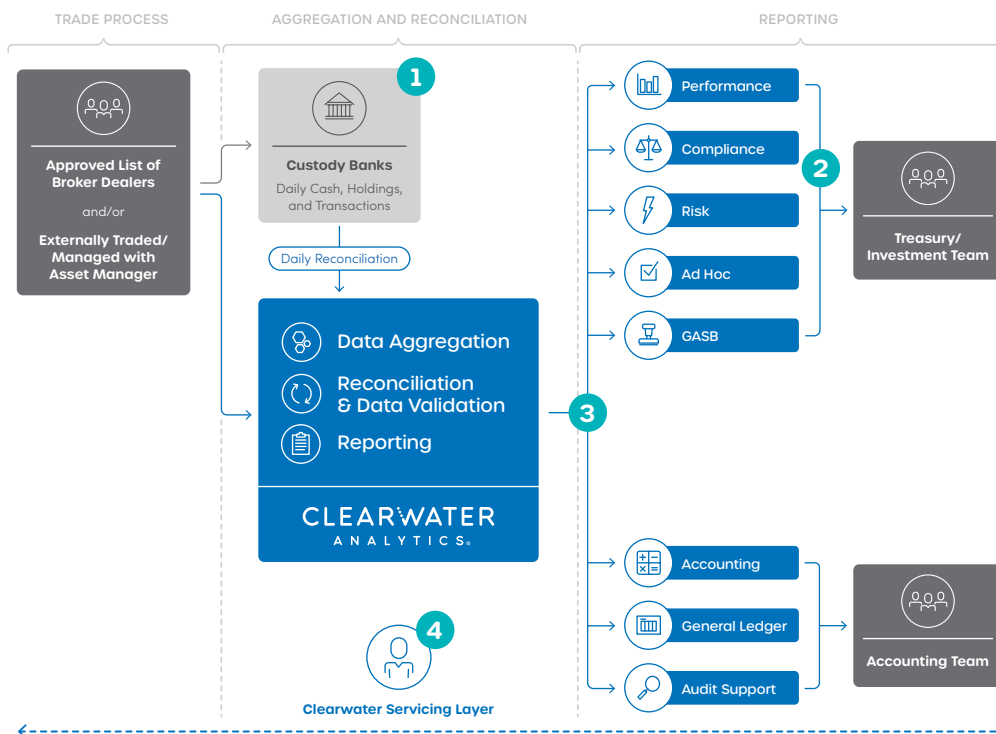 TRADE PROCESS
AGGREGATION AND RECONCILIATION
REPORTING
Approved List of
Broker Dealers
and/or
Externally Traded/
Managed with
Asset Manager
1
Custody Banks
Daily Cash, Holdings,
and Transactions
Daily Reconciliation
Data Aggregation
Reconciliation
& Data Validation
Reporting
CLEARWATER
ANALYTICS®
4
Clearwater Servicing Layer
3
Performance
Compliance
Risk
Ad Hoc
GASB
2
Treasury/
Investment Team
Accounting
General Ledger
Audit Support
Accounting Team